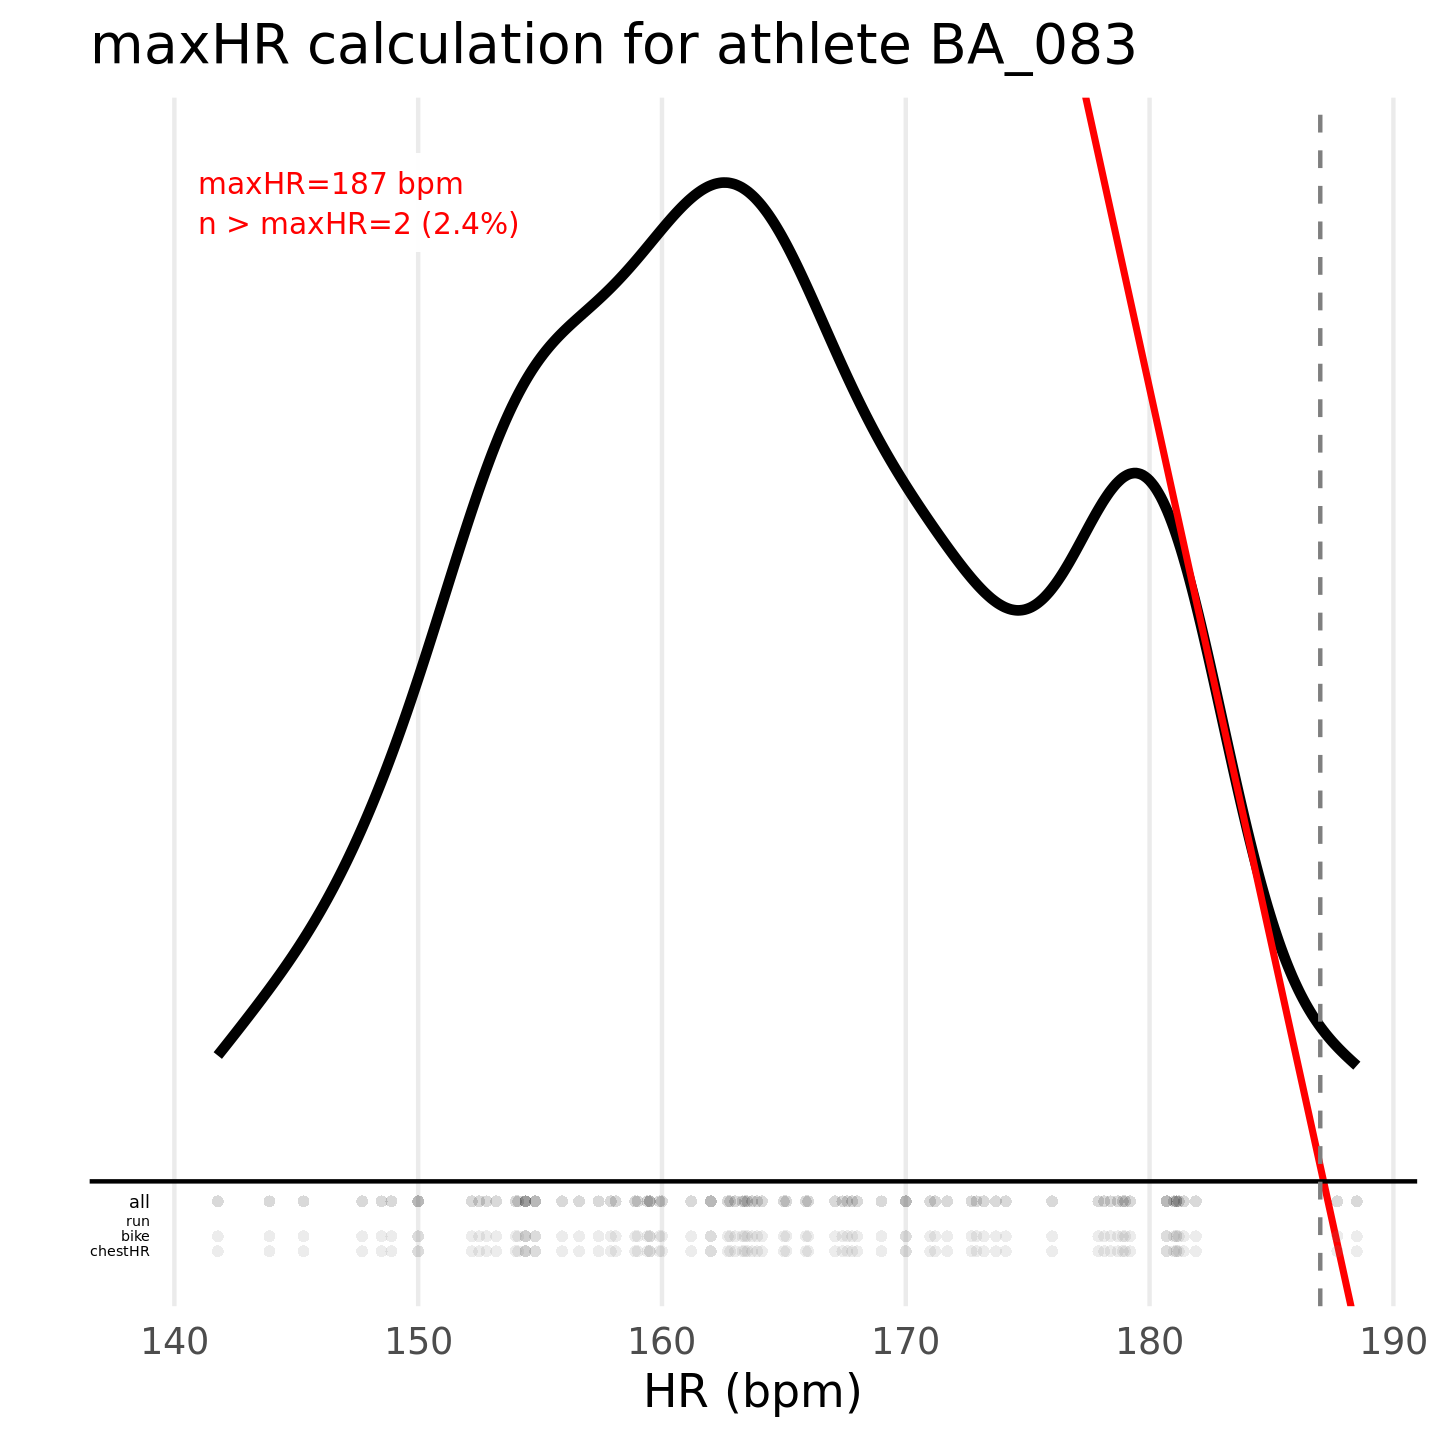 maxHR calculation for athlete BA_083
maxHR=187 bpm
n > maxHR=2 (2.4%)
all
run
bike
chestHR
140 150 160 170 180 190
HR (bpm)